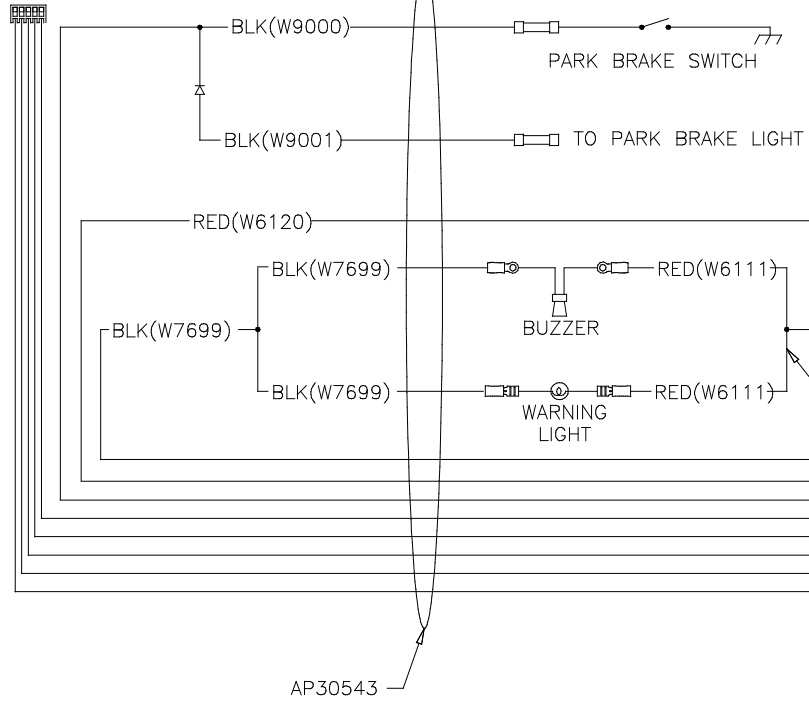 BLK(W9000)
PARK BRAKE SWITCH
BLK(W9001)
TO PARK BRAKE LIGHT
RED(W6120)
BLK(W7699)
RED(W6111)
BUZZER
BLK(W7699)
BLK(W7699)
RED(W6111)
WARNING
LIGHT
AP30543